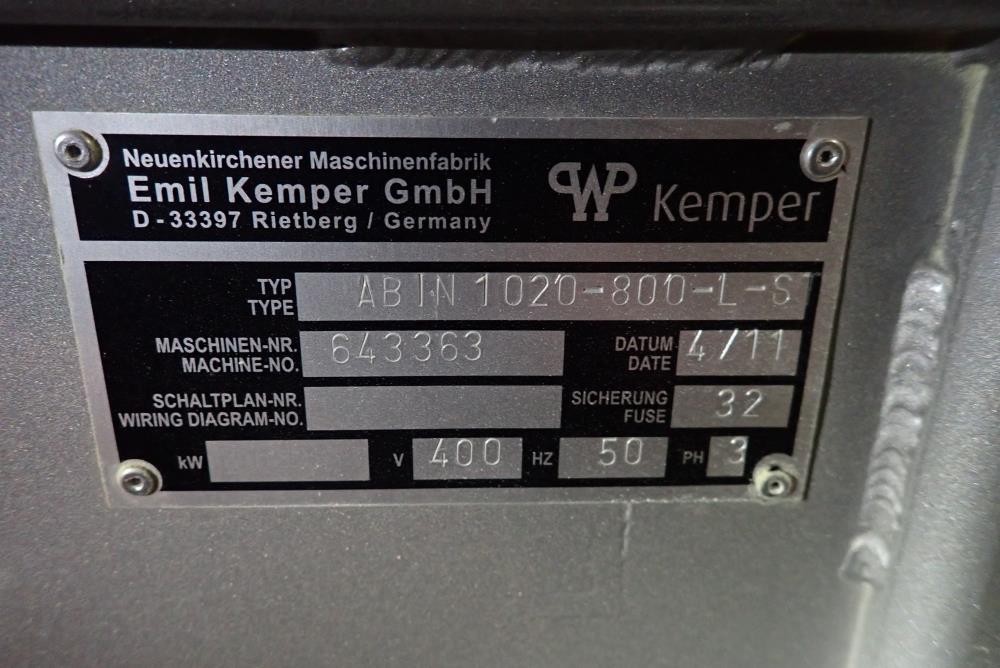 Neuenkirchener Maschinenfabrik
Emil Kemper GmbH
D-33397 Rietberg / Germany
WP Kemper
TYP
TYPE
ABIN 1020-800-L-ST
MASCHINEN-NR.
MACHINE-NO.
643363
DATUM
DATE
4/11
SCHALTPLAN-NR.
WIRING DIAGRAM-NO.
SICHERUNG
FUSE
32
kW
V 400 HZ 50 PH 3